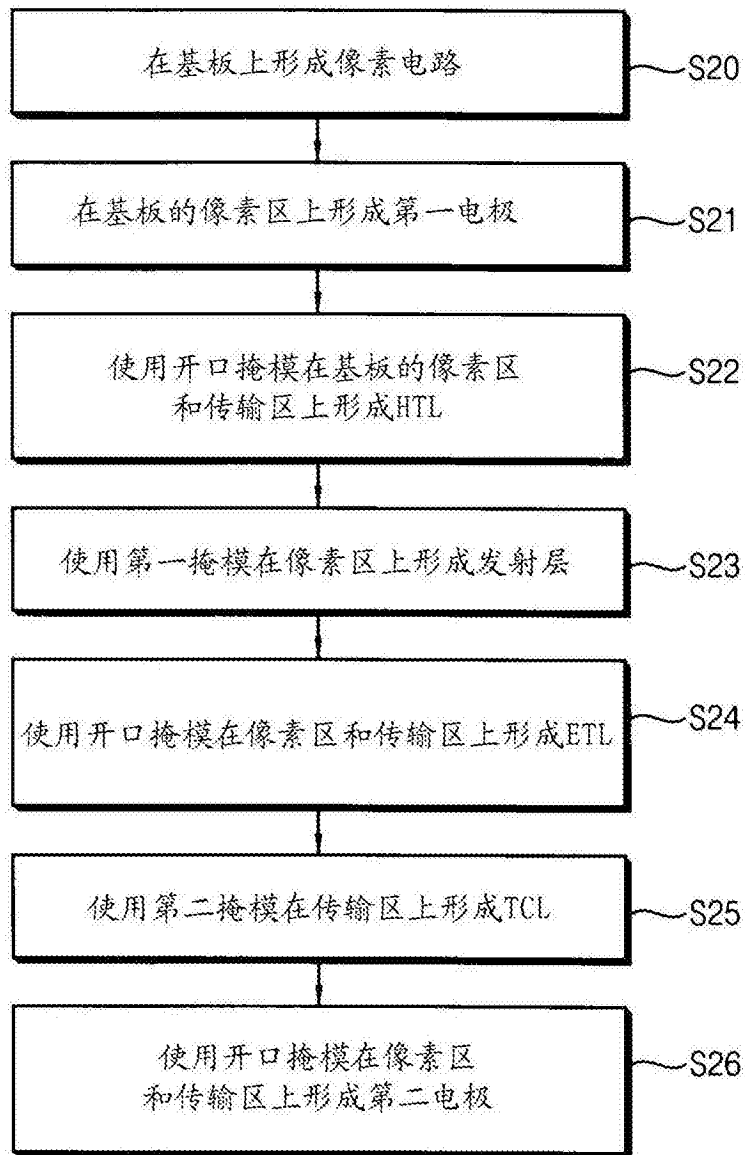 在基板上形成像素电路
S20
在基板的像素区上形成第一电极
S21
使用开口掩模在基板的像素区
和传输区上形成HTL
S22
使用第一掩模在像素区上形成发射层
S23
使用开口掩模在像素区和传输区上形成ETL
S24
使用第二掩模在传输区上形成TCL
S25
使用开口掩模在像素区
和传输区上形成第二电极
S26